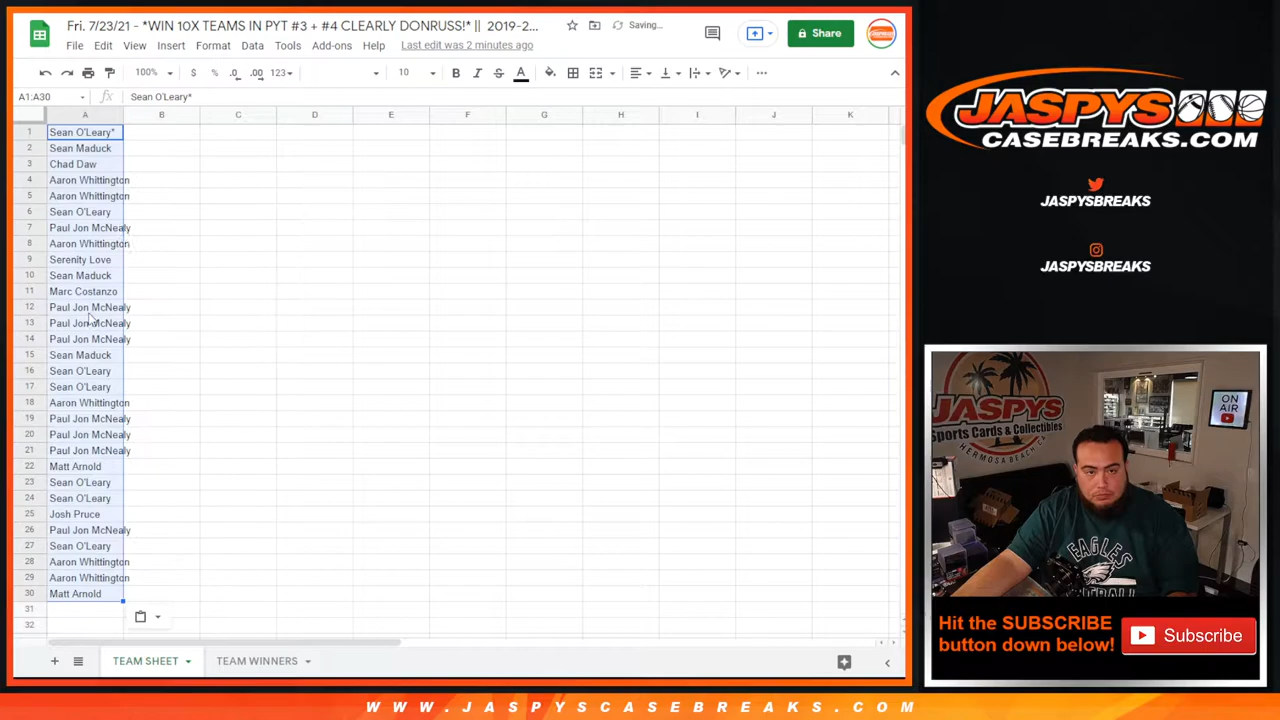 Fri. 7/23/21 - *WIN 10X TEAMS IN PYT #3 + #4 CLEARLY DONRUSS!* || 2019-2...
Saving...
File Edit View Insert Format Data Tools Add-ons Help Last edit was 2 minutes ago
Share
100% $ % .0 .00 123 10 B I S A
A1:A30 fx Sean O'Leary*
A B C D E F G H I J K
1 Sean O'Leary*
2 Sean Maduck
3 Chad Daw
4 Aaron Whittington
5 Aaron Whittington
6 Sean O'Leary
7 Paul Jon McNealy
8 Aaron Whittington
9 Serenity Love
10 Sean Maduck
11 Marc Costanzo
12 Paul Jon McNealy
13 Paul Jon McNealy
14 Paul Jon McNealy
15 Sean Maduck
16 Sean O'Leary
17 Sean O'Leary
18 Aaron Whittington
19 Paul Jon McNealy
20 Paul Jon McNealy
21 Paul Jon McNealy
22 Matt Arnold
23 Sean O'Leary
24 Sean O'Leary
25 Josh Pruce
26 Paul Jon McNealy
27 Sean O'Leary
28 Aaron Whittington
29 Aaron Whittington
30 Matt Arnold
31
32
TEAM SHEET TEAM WINNERS
JASPYS
CASEBREAKS.COM
JASPYSBREAKS
JASPYSBREAKS
JASPYS
Sports Cards & Collectibles
HERMOSA BEACH, CA
ON AIR
EAGLES
FOOTBALL
Hit the SUBSCRIBE
button down below!
Subscribe
WWW.JASPYSCASEBREAKS.COM